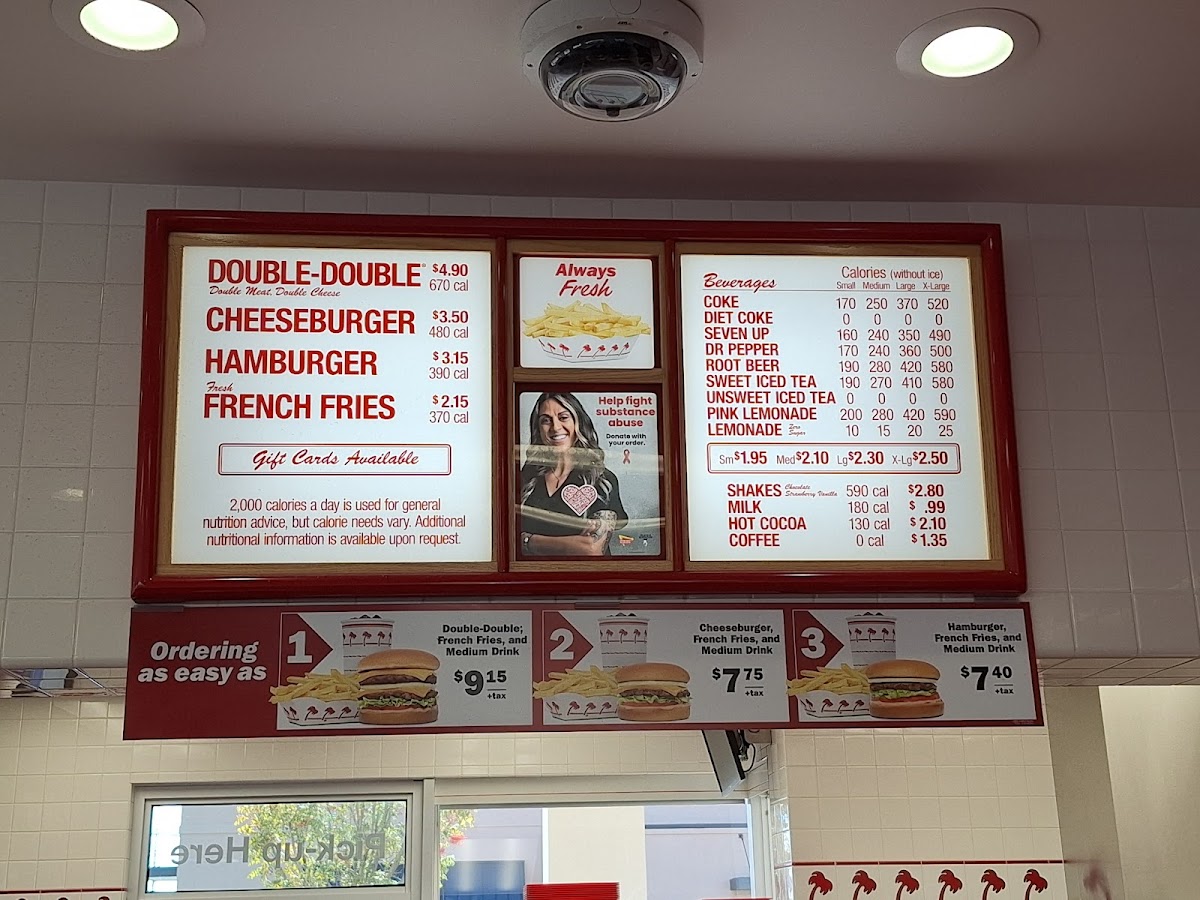 DOUBLE-DOUBLE® $4.90
Double Meat, Double Cheese 670 cal
CHEESEBURGER $3.50
480 cal
HAMBURGER $3.15
390 cal
Fresh
FRENCH FRIES $2.15
370 cal
Gift Cards Available
2,000 calories a day is used for general
nutrition advice, but calorie needs vary. Additional
nutritional information is available upon request.
Always
Fresh
Help fight
substance
abuse
Donate with
your order.
Beverages Calories (without ice)
Small Medium Large X-Large
COKE 170 250 370 520
DIET COKE 0 0 0 0
SEVEN UP 160 240 350 490
DR PEPPER 170 240 360 500
ROOT BEER 190 280 420 580
SWEET ICED TEA 190 270 410 580
UNSWEET ICED TEA 0 0 0 0
PINK LEMONADE 200 280 420 590
LEMONADE Zero Sugar 10 15 20 25
Sm $1.95 Med $2.10 Lg $2.30 X-Lg $2.50
SHAKES Chocolate Strawberry Vanilla 590 cal $2.80
MILK 180 cal $ .99
HOT COCOA 130 cal $2.10
COFFEE 0 cal $1.35
Ordering
as easy as
1
Double-Double,
French Fries, and
Medium Drink
$9.15
+tax
2
Cheeseburger,
French Fries, and
Medium Drink
$7.75
+tax
3
Hamburger,
French Fries, and
Medium Drink
$7.40
+tax
Pick-up Here